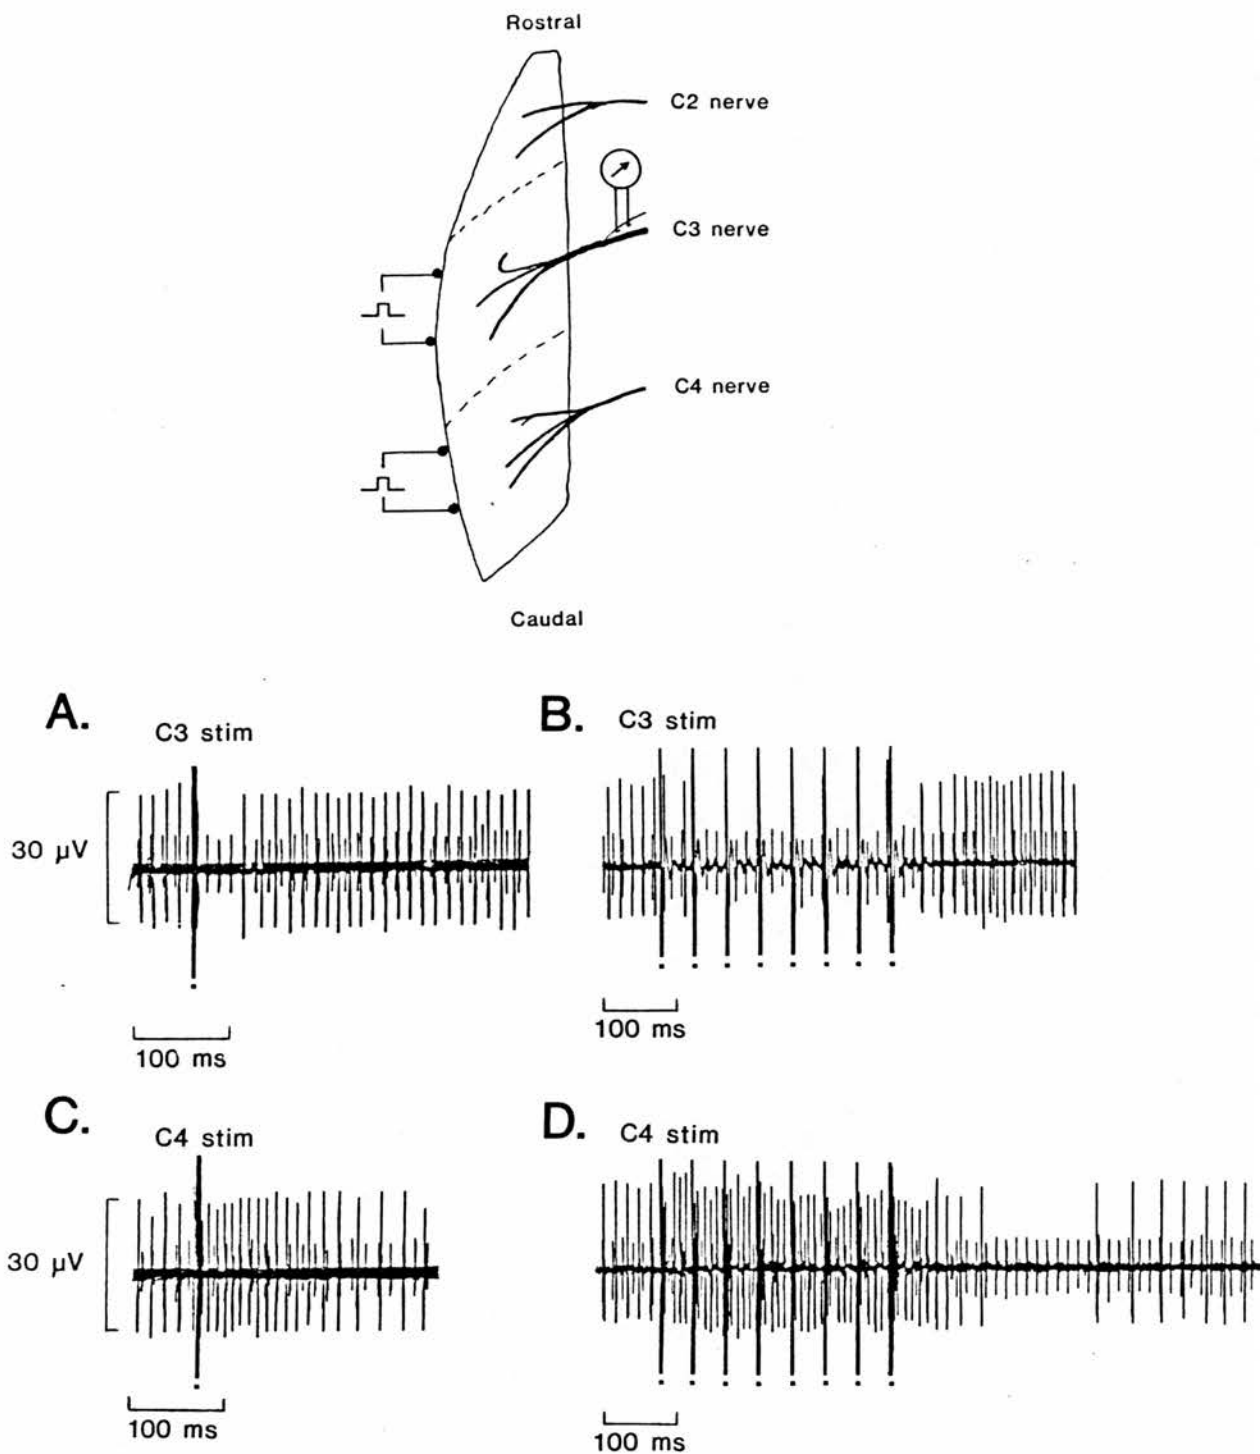 Rostral
C2 nerve
C3 nerve
C4 nerve
Caudal
A.
C3 stim
30 µV
100 ms
B.
C3 stim
100 ms
C.
C4 stim
30 µV
100 ms
D.
C4 stim
100 ms